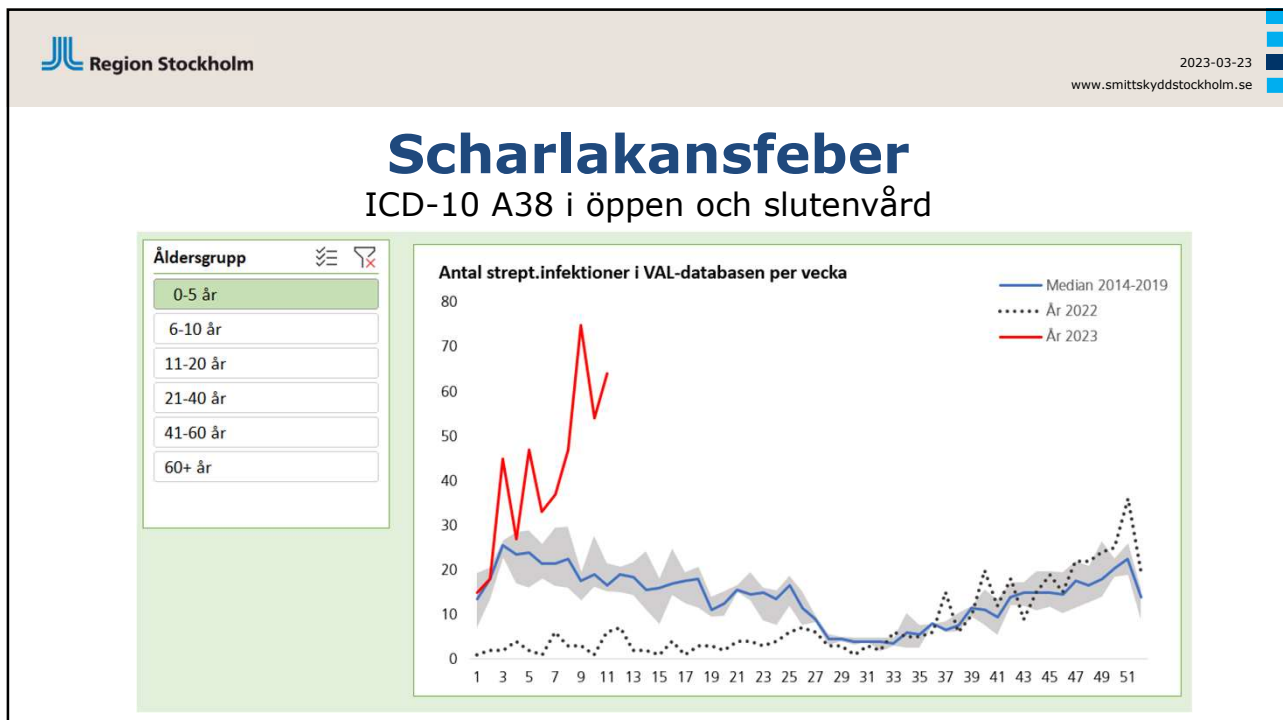 Region Stockholm
2023-03-23
www.smittskyddstockholm.se
Scharlakansfeber
ICD-10 A38 i öppen och slutenvård
Åldersgrupp
0-5 år
6-10 år
11-20 år
21-40 år
41-60 år
60+ år
Antal strept.infektioner i VAL-databasen per vecka
Median 2014-2019
År 2022
År 2023
80
70
60
50
40
30
20
10
0
1 3 5 7 9 11 13 15 17 19 21 23 25 27 29 31 33 35 37 39 41 43 45 47 49 51